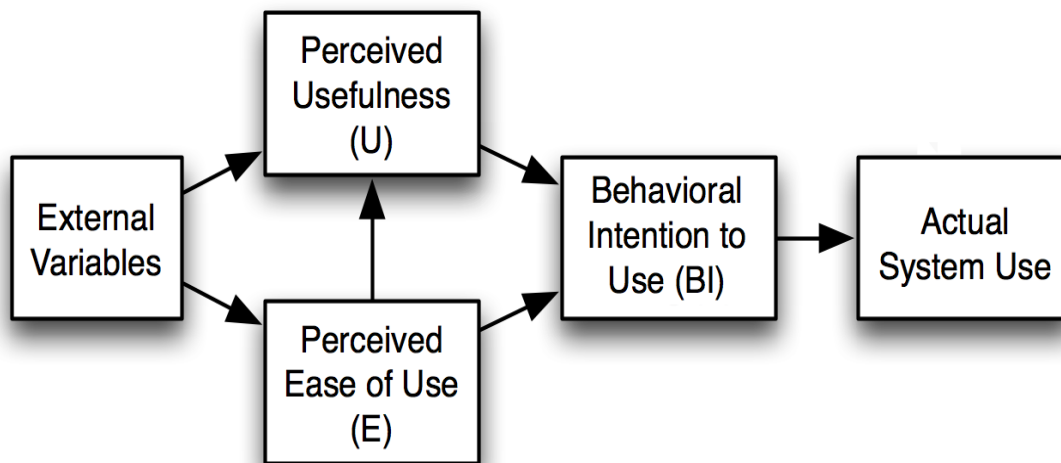 Perceived
Usefulness
(U)
External
Variables
Perceived
Ease of Use
(E)
Behavioral
Intention to
Use (BI)
Actual
System Use